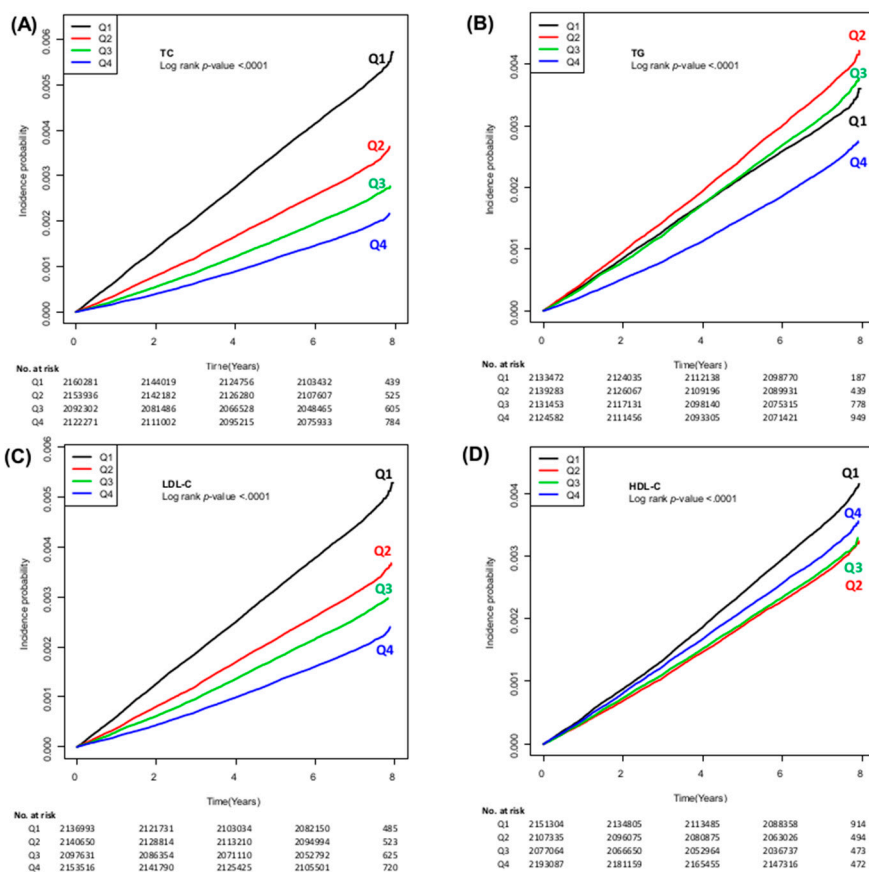 (A)
Q1
Q2
Q3
Q4
TC
Log rank p-value <.0001
Q1
Q2
Q3
Q4
Incidence probability
0.000 0.001 0.002 0.003 0.004 0.005 0.006
0 2 4 6 8
Time(Years)
No. at risk
Q1 2160281 2144019 2124756 2103432 439
Q2 2153936 2142182 2126280 2107607 525
Q3 2092302 2081486 2066528 2048465 605
Q4 2122271 2111002 2095215 2075933 784
(B)
Q1
Q2
Q3
Q4
TG
Log rank p-value <.0001
Q2
Q3
Q1
Q4
Incidence probability
0.000 0.001 0.002 0.003 0.004
0 2 4 6 8
Time(Years)
No. at risk
Q1 2133472 2124035 2112138 2098770 187
Q2 2139283 2126067 2109196 2089931 439
Q3 2131453 2117131 2098140 2075315 778
Q4 2124582 2111456 2093305 2071421 949
(C)
Q1
Q2
Q3
Q4
LDL-C
Log rank p-value <.0001
Q1
Q2
Q3
Q4
Incidence probability
0.000 0.001 0.002 0.003 0.004 0.005 0.006
0 2 4 6 8
Time(Years)
No. at risk
Q1 2136993 2121731 2103034 2082150 485
Q2 2140650 2128814 2113210 2094994 523
Q3 2097631 2086354 2071110 2052792 625
Q4 2153516 2141790 2125425 2105501 720
(D)
Q1
Q2
Q3
Q4
HDL-C
Log rank p-value <.0001
Q1
Q4
Q3
Q2
Incidence probability
0.000 0.001 0.002 0.003 0.004
0 2 4 6 8
Time(Years)
No. at risk
Q1 2151304 2134805 2113485 2088358 914
Q2 2107335 2096075 2080875 2063026 494
Q3 2077064 2066650 2052964 2036737 473
Q4 2193087 2181159 2165455 2147316 472